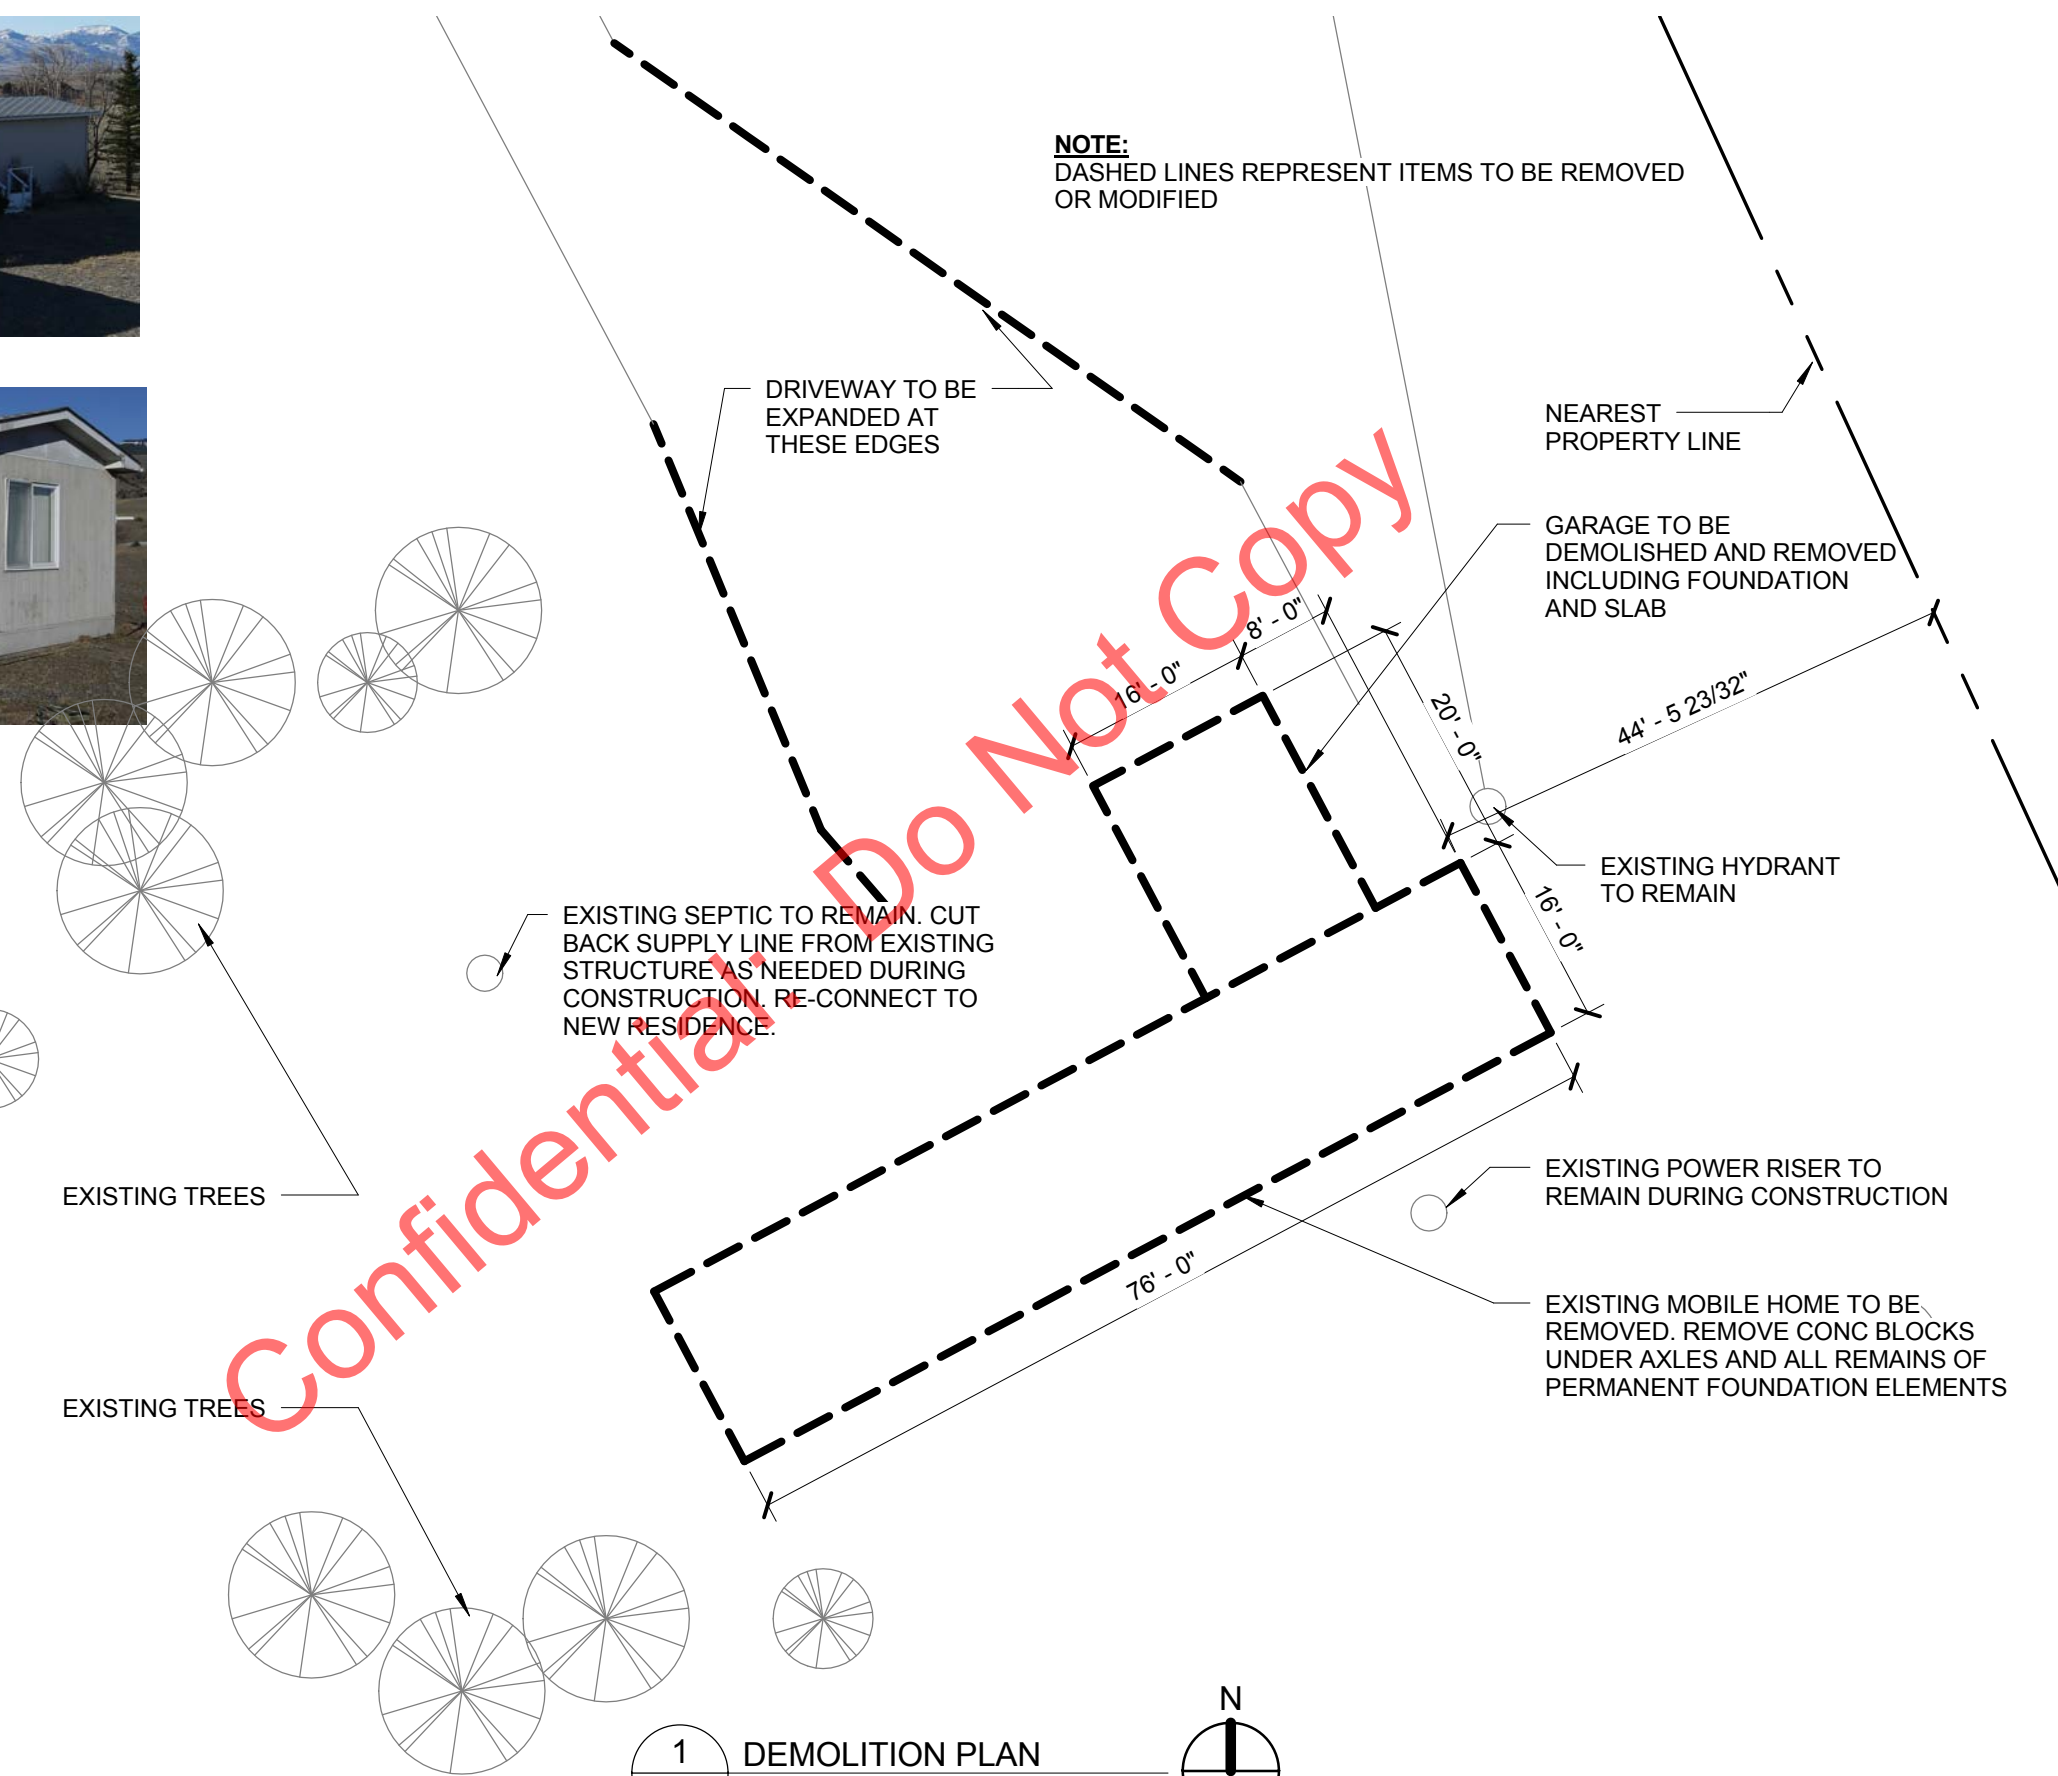 NOTE:
DASHED LINES REPRESENT ITEMS TO BE REMOVED
OR MODIFIED
DRIVEWAY TO BE
EXPANDED AT
THESE EDGES
NEAREST
PROPERTY LINE
GARAGE TO BE
DEMOLISHED AND REMOVED
INCLUDING FOUNDATION
AND SLAB
8' - 0"
16' - 0"
20' - 0"
44' - 5 23/32"
EXISTING HYDRANT
TO REMAIN
16' - 0"
EXISTING SEPTIC TO REMAIN. CUT
BACK SUPPLY LINE FROM EXISTING
STRUCTURE AS NEEDED DURING
CONSTRUCTION. RE-CONNECT TO
NEW RESIDENCE.
Confidential: Do Not Copy
EXISTING TREES
EXISTING POWER RISER TO
REMAIN DURING CONSTRUCTION
76' - 0"
EXISTING MOBILE HOME TO BE
REMOVED. REMOVE CONC BLOCKS
UNDER AXLES AND ALL REMAINS OF
PERMANENT FOUNDATION ELEMENTS
EXISTING TREES
N
1
DEMOLITION PLAN